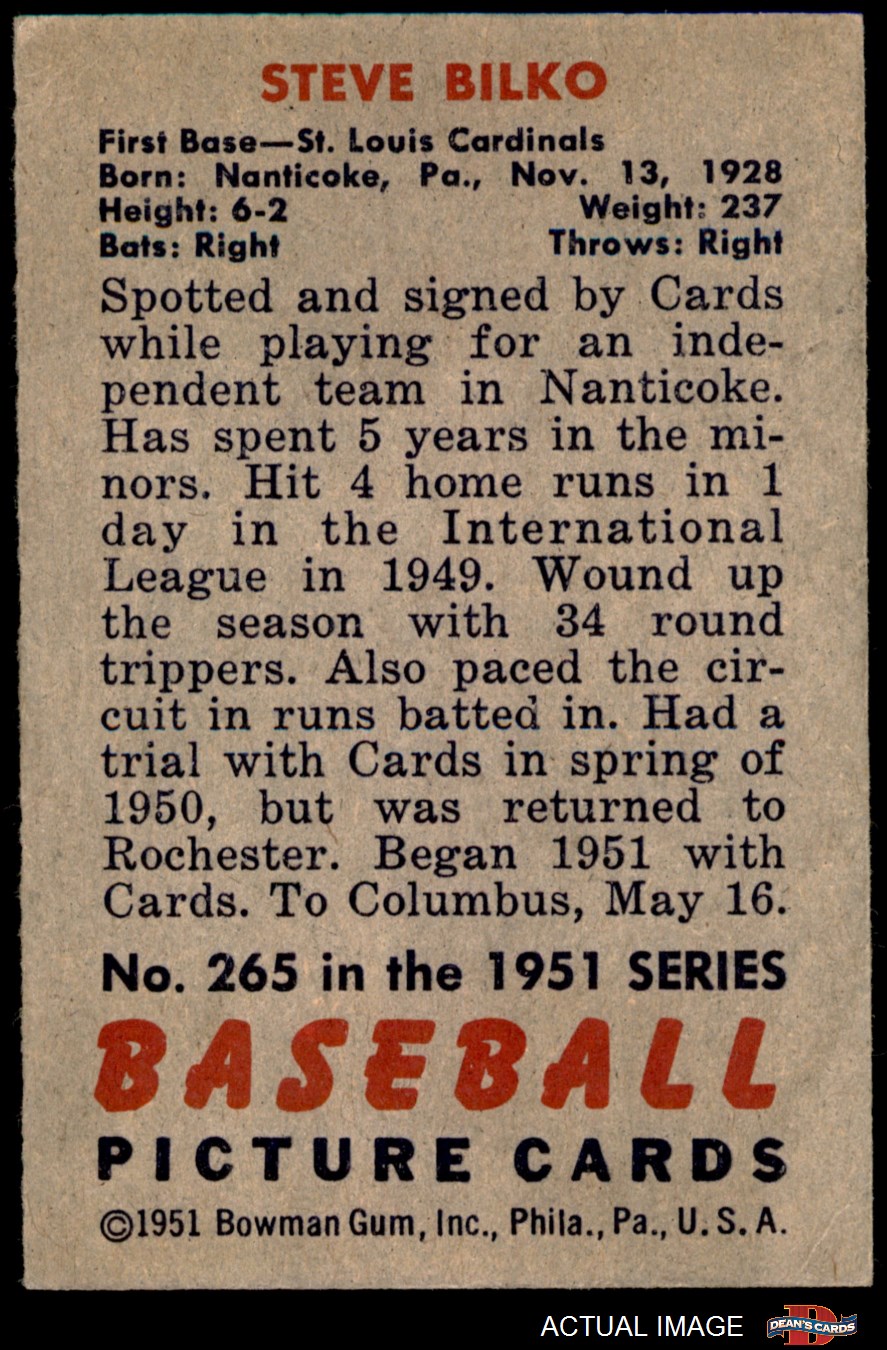 STEVE BILKO
First Base—St. Louis Cardinals
Born: Nanticoke, Pa., Nov. 13, 1928
Height: 6-2 Weight: 237
Bats: Right Throws: Right
Spotted and signed by Cards
while playing for an inde-
pendent team in Nanticoke.
Has spent 5 years in the mi-
nors. Hit 4 home runs in 1
day in the International
League in 1949. Wound up
the season with 34 round
trippers. Also paced the cir-
cuit in runs batted in. Had a
trial with Cards in spring of
1950, but was returned to
Rochester. Began 1951 with
Cards. To Columbus, May 16.
No. 265 in the 1951 SERIES
BASEBALL
PICTURE CARDS
©1951 Bowman Gum, Inc., Phila., Pa., U. S. A.
ACTUAL IMAGE
D
DEAN'S CARDS